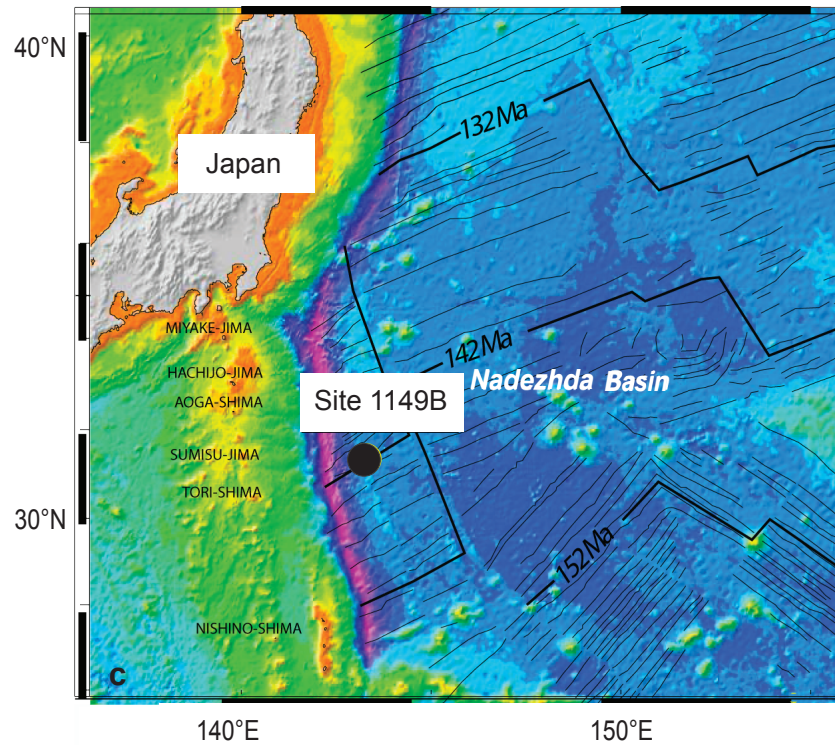 40°N
132Ma
Japan
MIYAKE-JIMA
142Ma
HACHIJO-JIMA
Nadezhda Basin
AOGA-SHIMA
Site 1149B
SUMISU-JIMA
TORI-SHIMA
30°N
152Ma
NISHINO-SHIMA
c
140°E
150°E